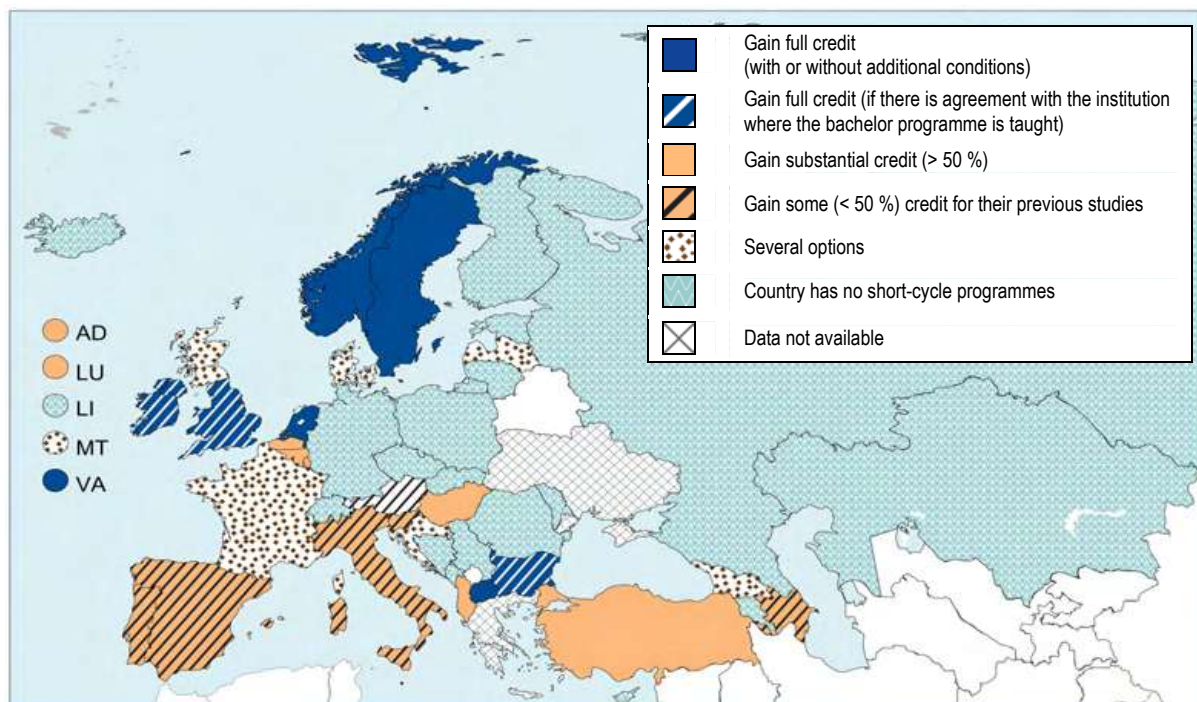 Gain full credit
(with or without additional conditions)
Gain full credit (if there is agreement with the institution
where the bachelor programme is taught)
Gain substantial credit (> 50 %)
Gain some (< 50 %) credit for their previous studies
Several options
Country has no short-cycle programmes
Data not available
AD
LU
LI
MT
VA